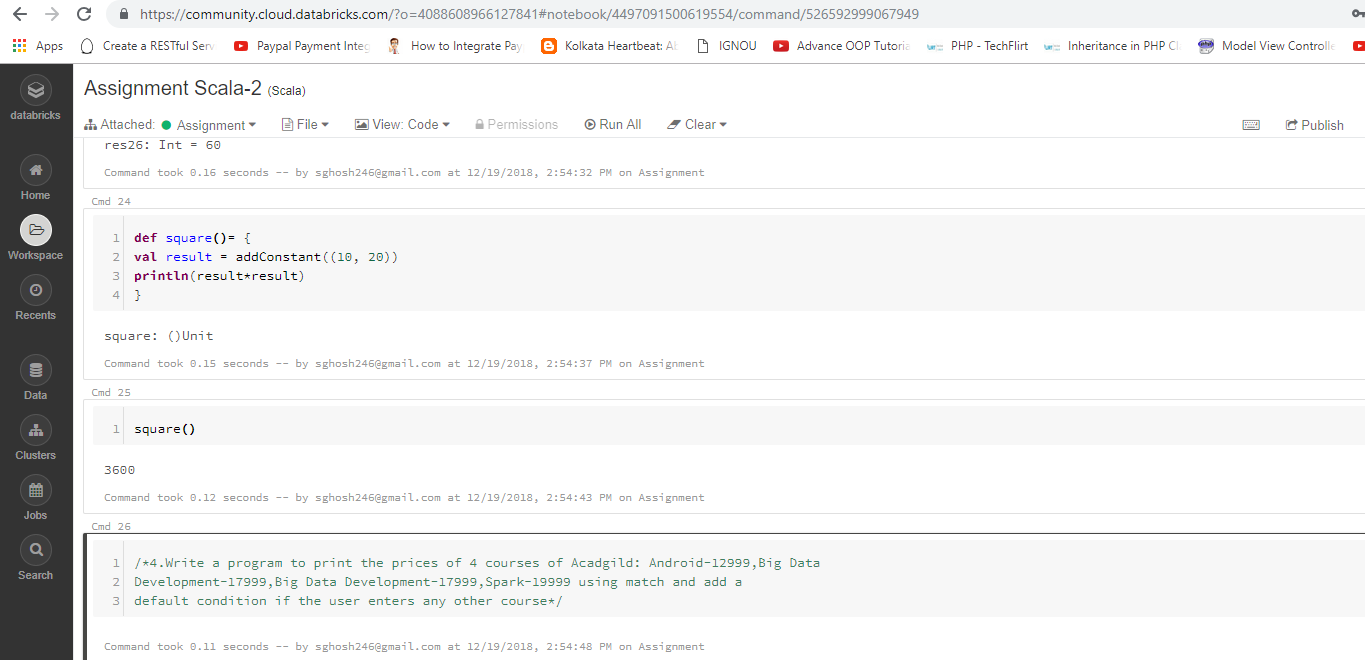 https://community.cloud.databricks.com/?o=4088608966127841#notebook/4497091500619554/command/526592999067949
Apps Create a RESTful Serv Paypal Payment Integ How to Integrate Pay Kolkata Heartbeat: Ab IGNOU Advance OOP Tutoria PHP - TechFlirt Inheritance in PHP Cl Model View Controlle
databricks
Home
Workspace
Recents
Data
Clusters
Jobs
Search
Assignment Scala-2 (Scala)
Attached: Assignment File View: Code Permissions Run All Clear Publish
res26: Int = 60
Command took 0.16 seconds -- by sghosh246@gmail.com at 12/19/2018, 2:54:32 PM on Assignment
Cmd 24
1 def square()= {
2 val result = addConstant((10, 20))
3 println(result*result)
4 }
square: ()Unit
Command took 0.15 seconds -- by sghosh246@gmail.com at 12/19/2018, 2:54:37 PM on Assignment
Cmd 25
1 square()
3600
Command took 0.12 seconds -- by sghosh246@gmail.com at 12/19/2018, 2:54:43 PM on Assignment
Cmd 26
1 /*4.Write a program to print the prices of 4 courses of Acadgild: Android-12999,Big Data
2 Development-17999,Big Data Development-17999,Spark-19999 using match and add a
3 default condition if the user enters any other course*/
Command took 0.11 seconds -- by sghosh246@gmail.com at 12/19/2018, 2:54:48 PM on Assignment